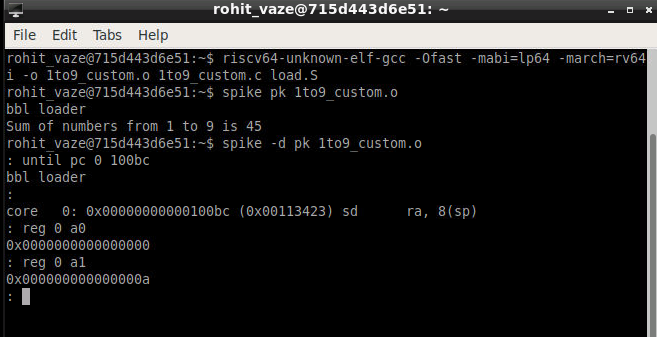 rohit_vaze@715d443d6e51: ~
File Edit Tabs Help
rohit_vaze@715d443d6e51:~$ riscv64-unknown-elf-gcc -Ofast -mabi=lp64 -march=rv64
i -o 1to9_custom.o 1to9_custom.c load.S
rohit_vaze@715d443d6e51:~$ spike pk 1to9_custom.o
bbl loader
Sum of numbers from 1 to 9 is 45
rohit_vaze@715d443d6e51:~$ spike -d pk 1to9_custom.o
: until pc 0 100bc
bbl loader
:
core   0: 0x00000000000100bc (0x00113423) sd      ra, 8(sp)
: reg 0 a0
0x0000000000000000
: reg 0 a1
0x000000000000000a
: